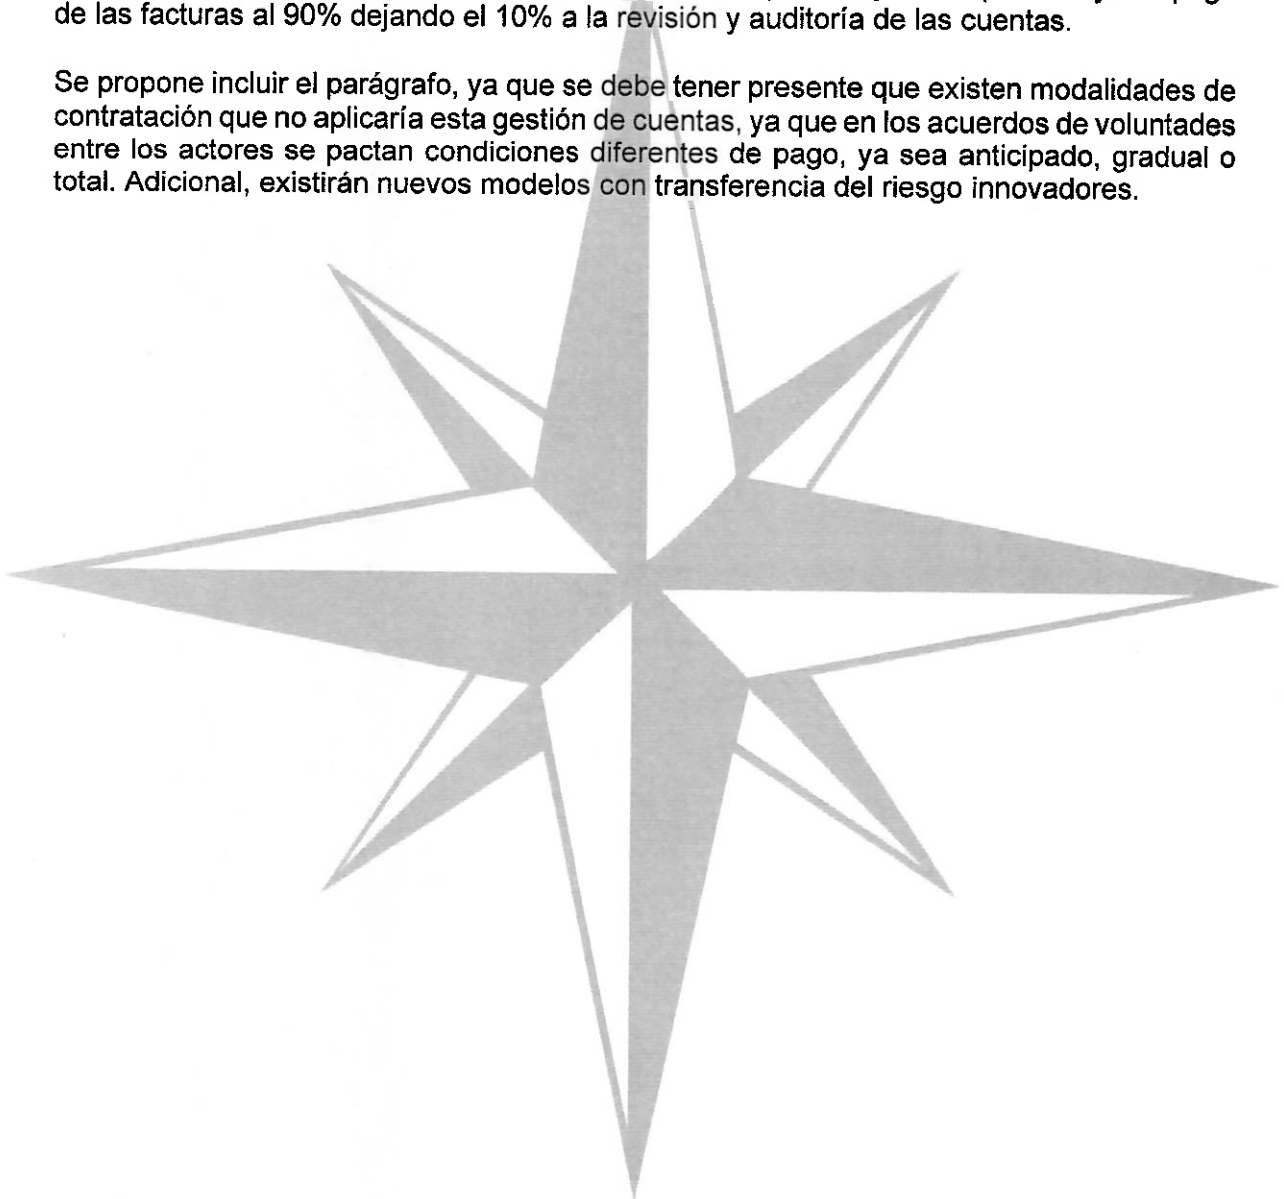 de las facturas al 90% dejando el 10% a la revisión y auditoría de las cuentas.
Se propone incluir el parágrafo, ya que se debe tener presente que existen modalidades de
contratación que no aplicaría esta gestión de cuentas, ya que en los acuerdos de voluntades
entre los actores se pactan condiciones diferentes de pago, ya sea anticipado, gradual o
total. Adicional, existirán nuevos modelos con transferencia del riesgo innovadores.